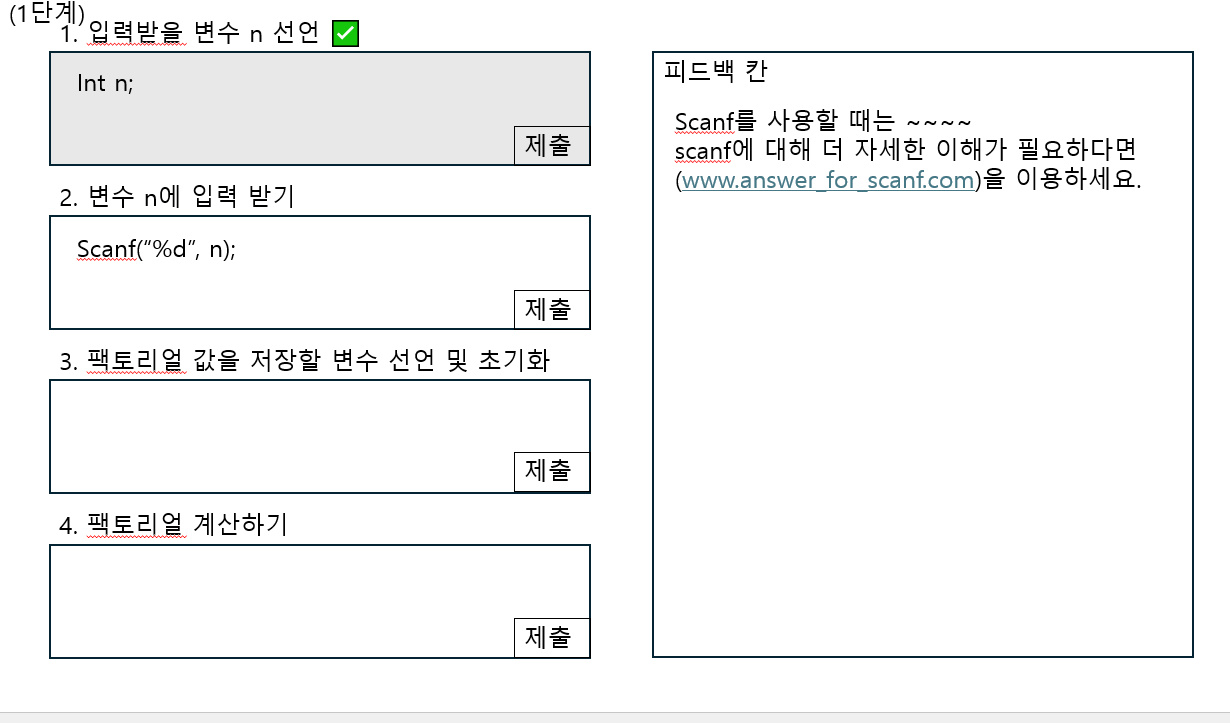 (1단계)
1. 입력받을 변수 n 선언 ✅
Int n;
제출
2. 변수 n에 입력 받기
Scanf(“%d”, n);
제출
3. 팩토리얼 값을 저장할 변수 선언 및 초기화
제출
4. 팩토리얼 계산하기
제출
피드백 칸
Scanf를 사용할 때는 ~~~~
scanf에 대해 더 자세한 이해가 필요하다면
(www.answer_for_scanf.com)을 이용하세요.